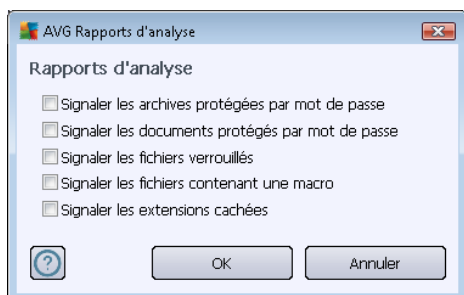 AVG Rapports d'analyse
Rapports d'analyse
Signaler les archives protégées par mot de passe
Signaler les documents protégés par mot de passe
Signaler les fichiers verrouillés
Signaler les fichiers contenant une macro
Signaler les extensions cachées
? OK Annuler